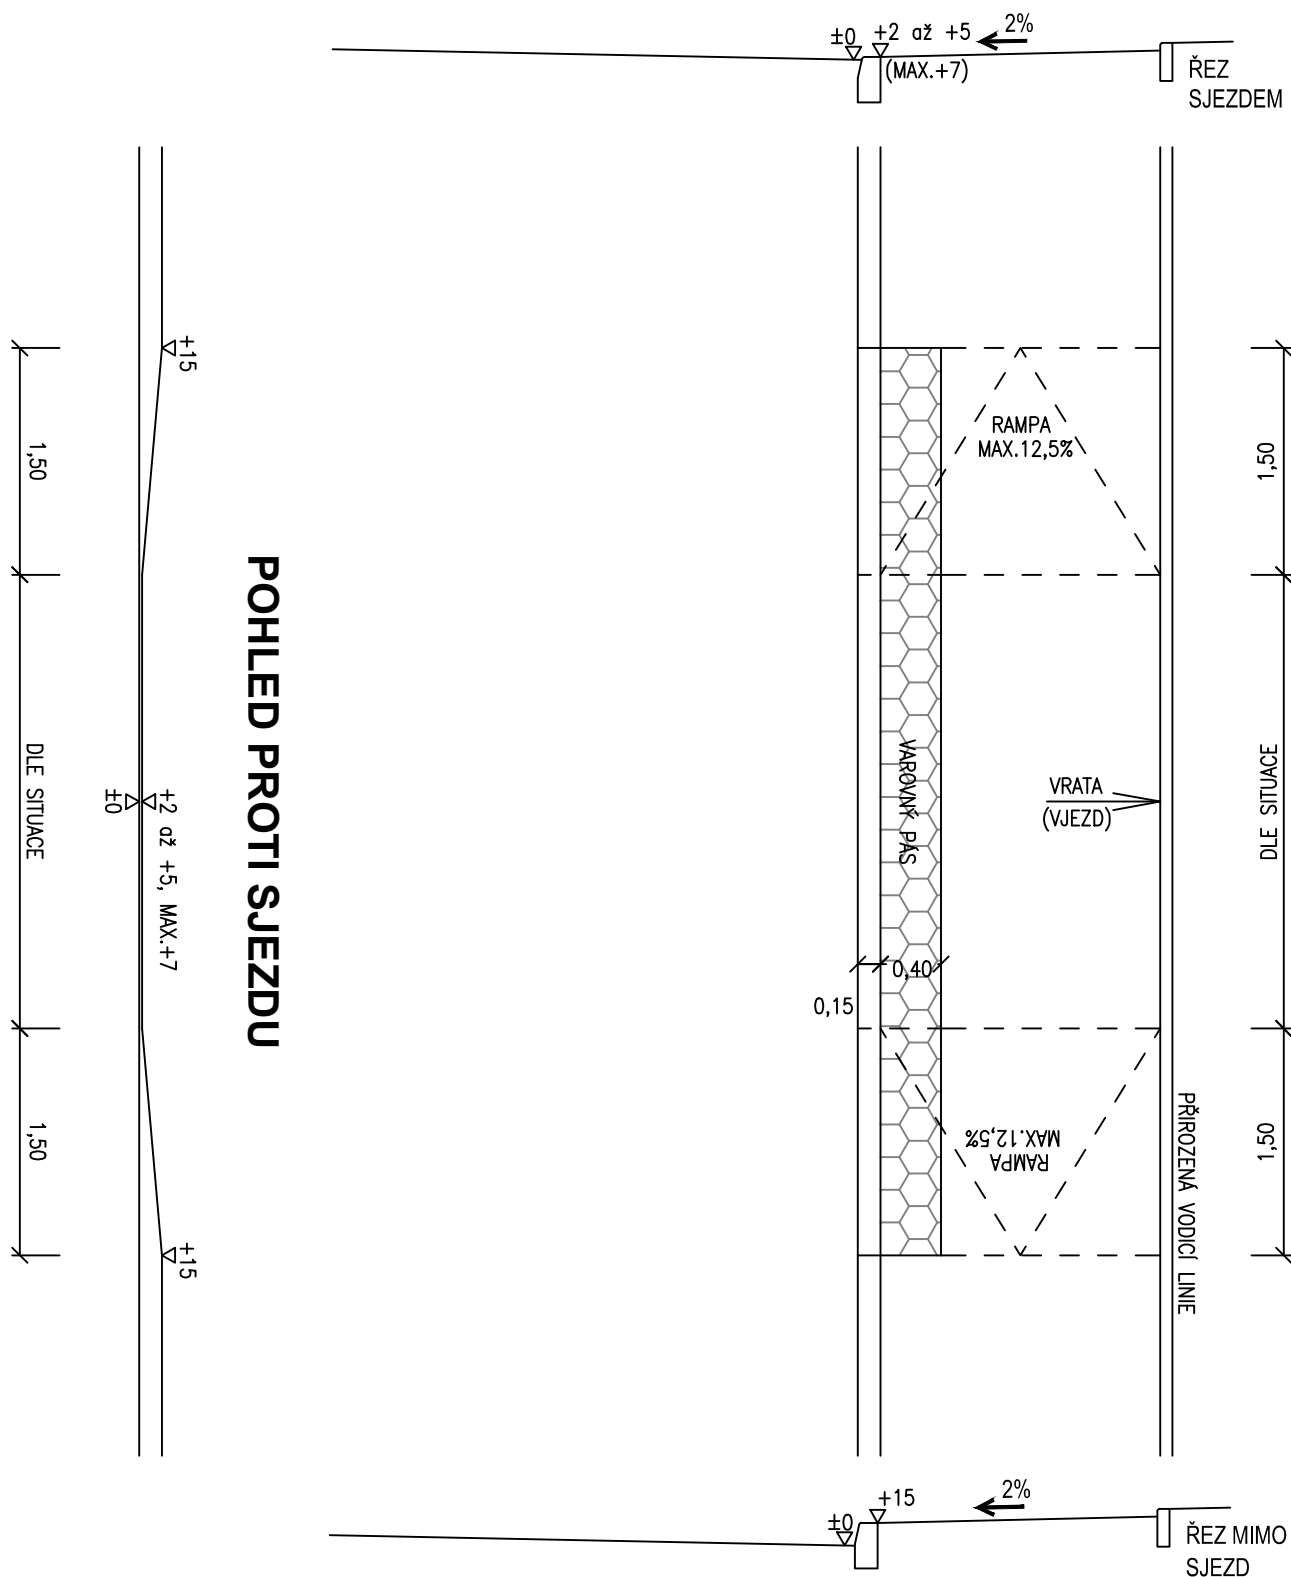 ±0
+2 až +5
(MAX.+7)
2%
ŘEZ
SJEZDEM
+15
1,50
DLE SITUACE
1,50
±0
+2 až +5, MAX.+7
+15
POHLED PROTI SJEZDU
RAMPA
MAX.12,5%
VAROVNÝ PÁS
VRATA
(VJEZD)
0,40
0,15
RAMPA
MAX.12,5%
PŘIROZENÁ VODICÍ LINIE
1,50
DLE SITUACE
1,50
±0
+15
2%
ŘEZ MIMO
SJEZD